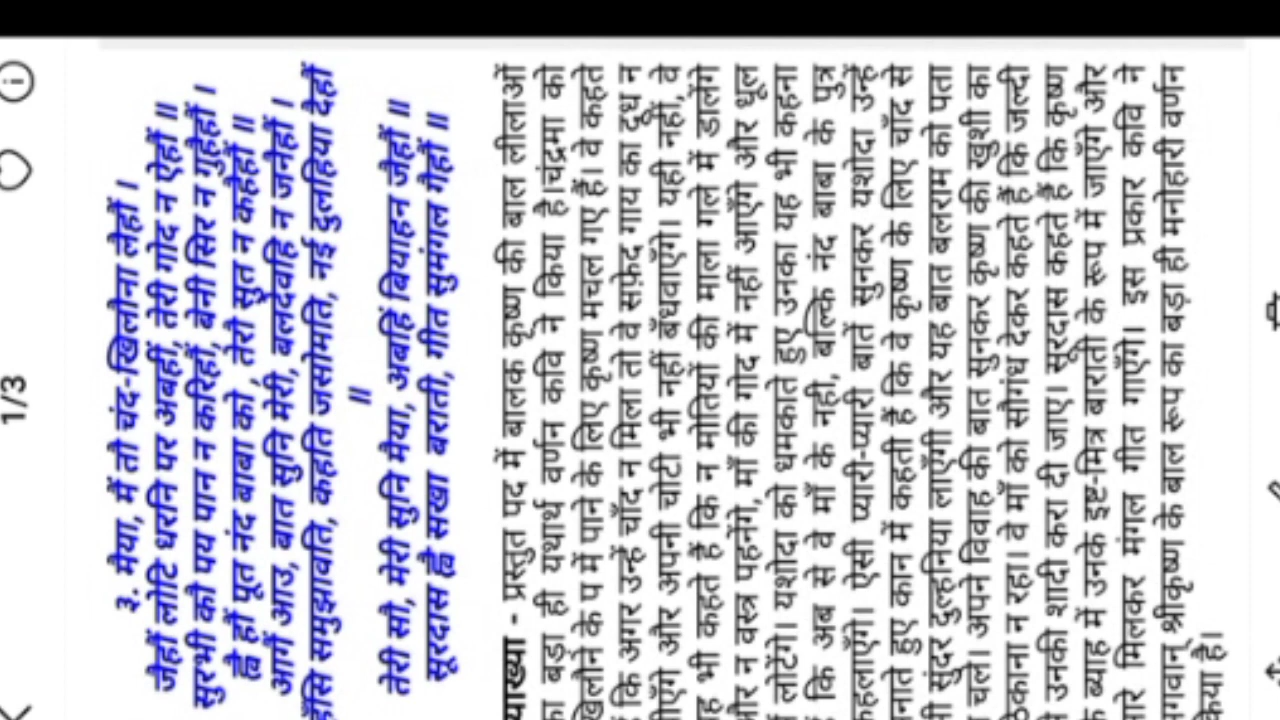 1/3
३. मैया, मैं तौ चंद-खिलौना लैहौं ।
जैहौं लोटि धरनि पर अबहीं, तेरी गोद न ऐहौं ॥
सुरभी कौ पय पान न करिहौं, बेनी सिर न गुहैहौं ।
ह्वै हौं पूत नंद बाबा को , तेरौ सुत न कहैहौं ॥
आगैं आउ, बात सुनि मेरी, बलदेवहि न जनैहौं ।
हँसि समुझावति, कहति जसोमति, नई दुलहिया दैहौं
॥
तेरी सौ, मेरी सुनि मैया, अबहिं बियाहन जैहौं ॥
सूरदास ह्वै सखा बराती, गीत सुमंगल गैहौं ॥
याख्या - प्रस्तुत पद में बालक कृष्ण की बाल लीलाओं
का बड़ा ही यथार्थ वर्णन कवि ने किया है।चंद्रमा को
खिलौने के प में पाने के लिए कृष्ण मचल गए हैं। वे कहते
कि अगर उन्हें चाँद न मिला तो वे सफ़ेद गाय का दूध न
ीएँगे और अपनी चोटी भी नहीं बँधवाएँगे। यही नहीं, वे
ह भी कहते हैं कि न मोतियों की माला गले में डालेंगे
ौर न वस्त्र पहनेंगे, माँ की गोद में नहीं आएँगे और धूल
लोटेंगे। यशोदा को धमकाते हुए उनका यह भी कहना
कि अब से वे माँ के नहीं, बल्कि नंद बाबा के पुत्र
हलाएँगे। ऐसी प्यारी-प्यारी बातें सुनकर यशोदा उन्हें
नाते हुए कान में कहती हैं कि वे कृष्ण के लिए चाँद से
ी सुंदर दुल्हनिया लाएँगी और यह बात बलराम को पता
चले। अपने विवाह की बात सुनकर कृष्ण की खुशी का
िकाना न रहा। वे माँ को सौगंध देकर कहते हैं कि जल्दी
उनकी शादी करा दी जाए। सूरदास कहते हैं कि कृष्ण
के ब्याह में उनके इष्ट-मित्र बाराती के रूप में जाएँगे और
ारे मिलकर मंगल गीत गाएँगे। इस प्रकार कवि ने
गवान् श्रीकृष्ण के बाल रूप का बड़ा ही मनोहारी वर्णन
किया है।